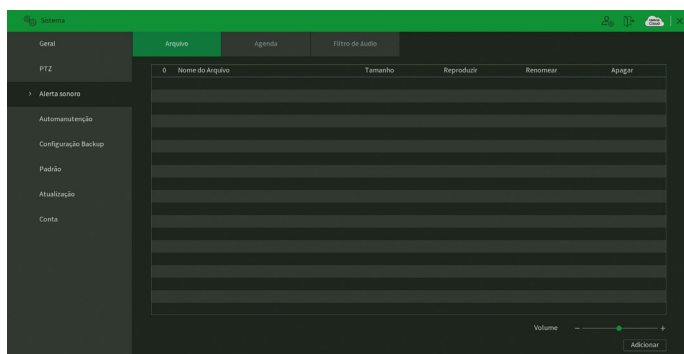 Sistema
Geral
PTZ
Alerta sonoro
Automanutenção
Configuração Backup
Padrão
Atualização
Conta
Arquivo Agenda Filtro de áudio
0 Nome do Arquivo Tamanho Reproduzir Renomear Apagar
Volume - +
Adicionar